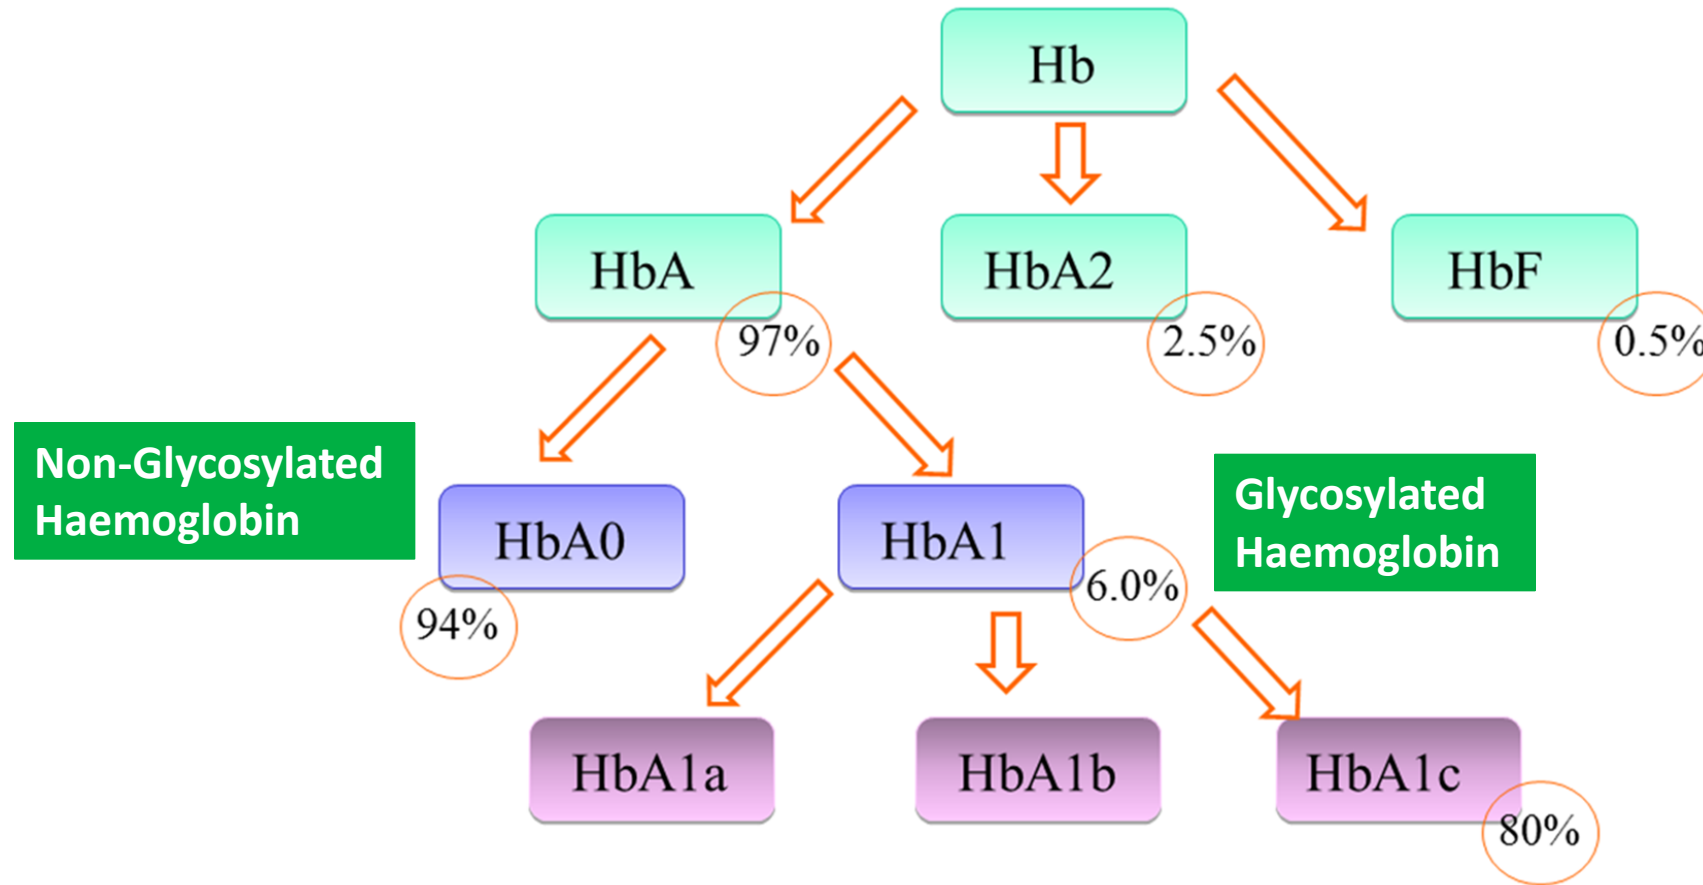 Hb
HbA
HbA2
HbF
97%
2.5%
0.5%
Non-Glycosylated
Haemoglobin
HbA0
HbA1
Glycosylated
Haemoglobin
94%
6.0%
HbA1a
HbA1b
HbA1c
80%